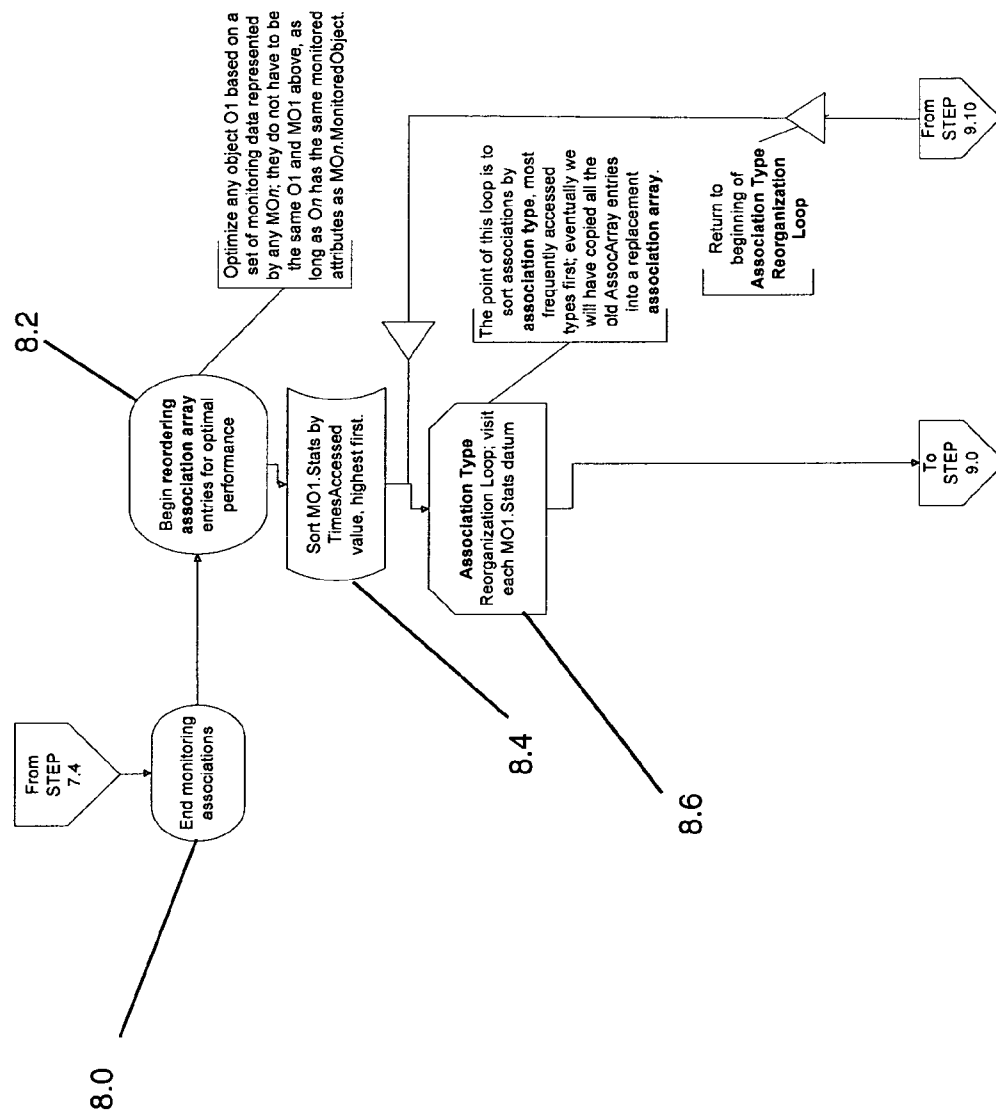 From
STEP
7.4
End monitoring
associations
8.0
8.2
Begin reordering
association array
entries for optimal
performance
Optimize any object O1 based on a
set of monitoring data represented
by any MOn; they do not have to be
the same O1 and MO1 above, as
long as On has the same monitored
attributes as MOn.MonitoredObject.
Sort MO1.Stats by
TimesAccessed
value, highest first.
8.4
Association Type
Reorganization Loop; visit
each MO1.Stats datum
8.6
The point of this loop is to
sort associations by
association type, most
frequently accessed
types first; eventually we
will have copied all the
old AssocArray entries
into a replacement
association array.
Return to
beginning of
Association Type
Reorganization
Loop
To
STEP
9.0
From
STEP
9.10